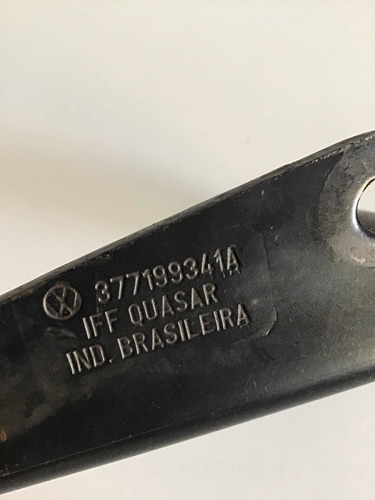 377199341A
IFF QUASAR
IND. BRASILEIRA